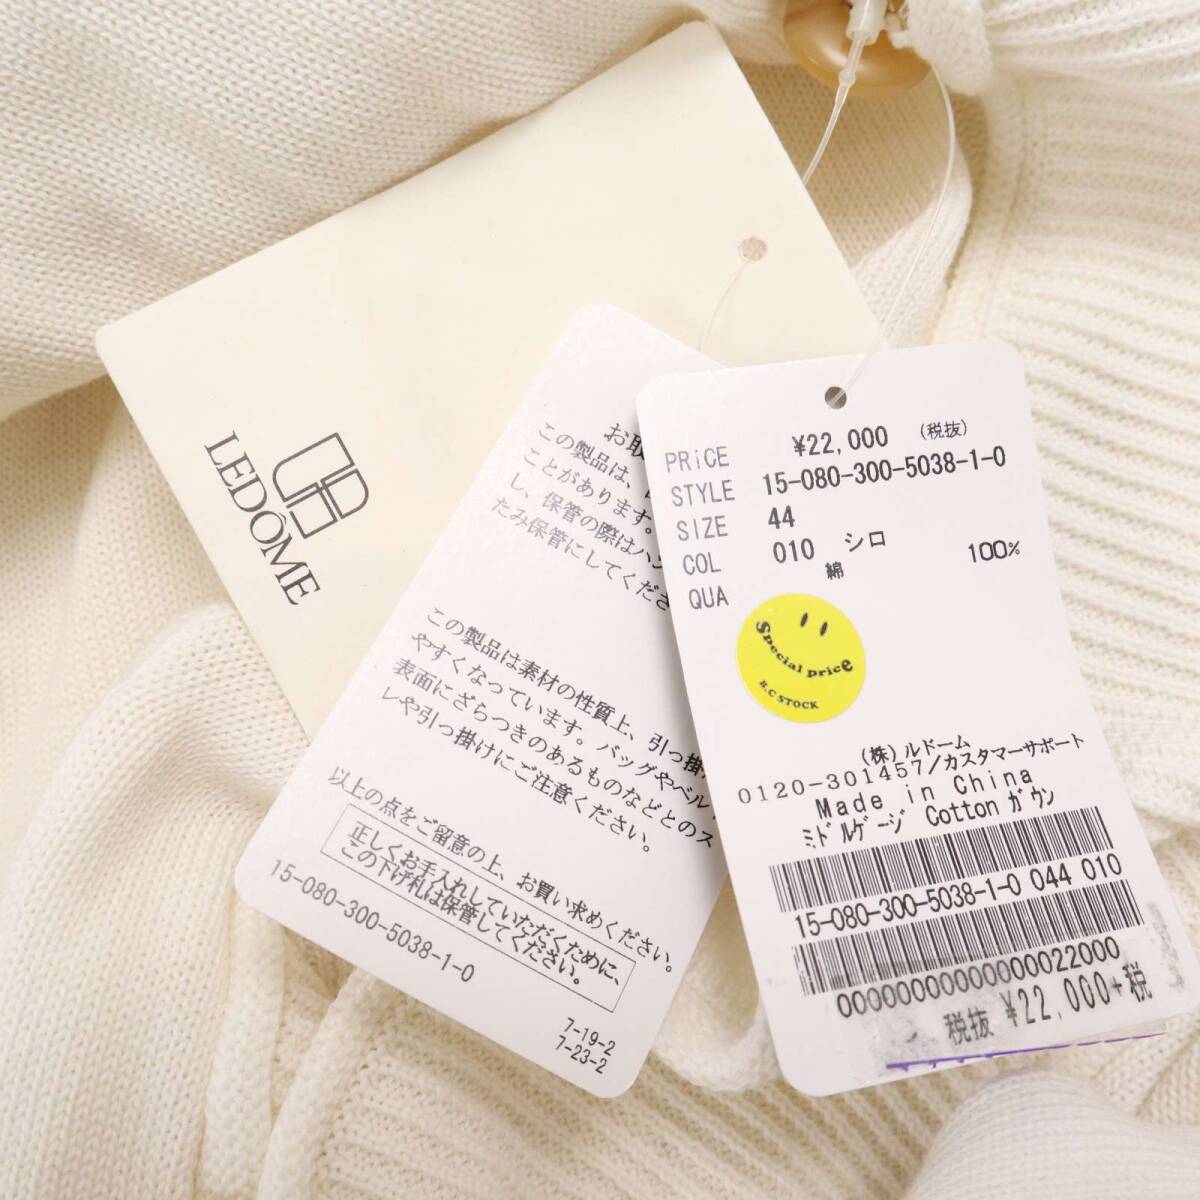 LEDÔME
お取
この製品は、
ことがあります。
し、保管の際はハン
たみ保管にしてくださ
この製品は素材の性質上、引っ掛か
やすくなっています。バッグやベルト
表面にざらつきのあるものなどとのス
レや引っ掛けにご注意ください。
以上の点をご留意の上、お買い求めください。
正しくお手入れしていただくために、
この下げ札は保管してください。
15-080-300-5038-1-0
7-19-2
7-23-2
PRiCE ¥22,000 (税抜)
STYLE 15-080-300-5038-1-0
SIZE 44
COL 010 シロ
QUA 綿 100%
Special price
B.C STOCK
(株)ルドーム
0120-301457/カスタマーサポート
Made in China
ミドルゲージ Cottonガウン
15-080-300-5038-1-0 044 010
0000000000000022000
税抜 ¥22,000+税